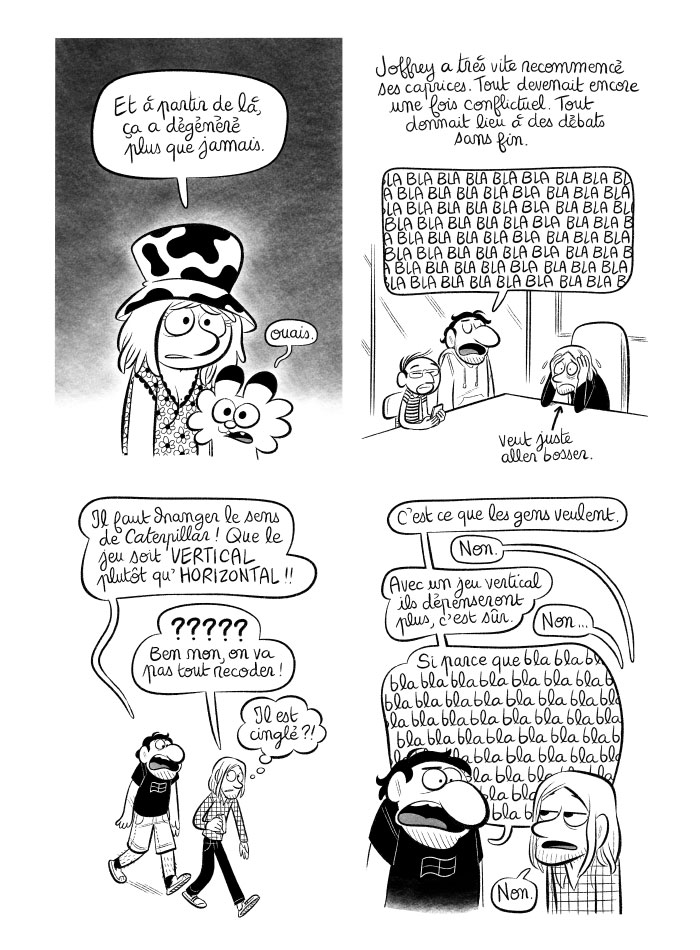 Et à partir de là,
ça a dégénéré
plus que jamais.
ouais.
Joffrey a très vite recommencé
ses caprices. Tout devenait encore
une fois conflictuel. Tout
donnait lieu à des débats
sans fin.
LA BLA BLA BLA BLA BLA BLA BLA BLA
A BLA BLA BLA BLA BLA BLA BLA BLA
BLA BLA BLA BLA BLA BLA BLA BLA
A BLA BLA BLA BLA BLA BLA BLA BLA
BLA BLA BLA BLA BLA BLA BLA BLA
BLA BLA BLA BLA BLA BLA BLA BLA
A BLA BLA BLA BLA BLA BLA BLA BLA
BLA BLA BLA BLA BLA BLA BLA B
veut juste
aller bosser.
Il faut changer le sens
de Caterpillar ! Que le
jeu soit VERTICAL
plutôt qu'HORIZONTAL !!
?????
Ben non, on va
pas tout recoder !
Il est
cinglé ?!
C'est ce que les gens veulent.
Non.
Avec un jeu vertical
ils dépenseront
plus, c'est sûr.
Non...
Si parce que bla bla bla
bla bla bla bla bla bla bla b
bla bla bla bla bla bla bla
bla bla bla bla bla bla bla
bla bla bla bla bla bla bla
bla bla bla bla bla bla bla
bla bla bla bla
bla b
bla b
Non.